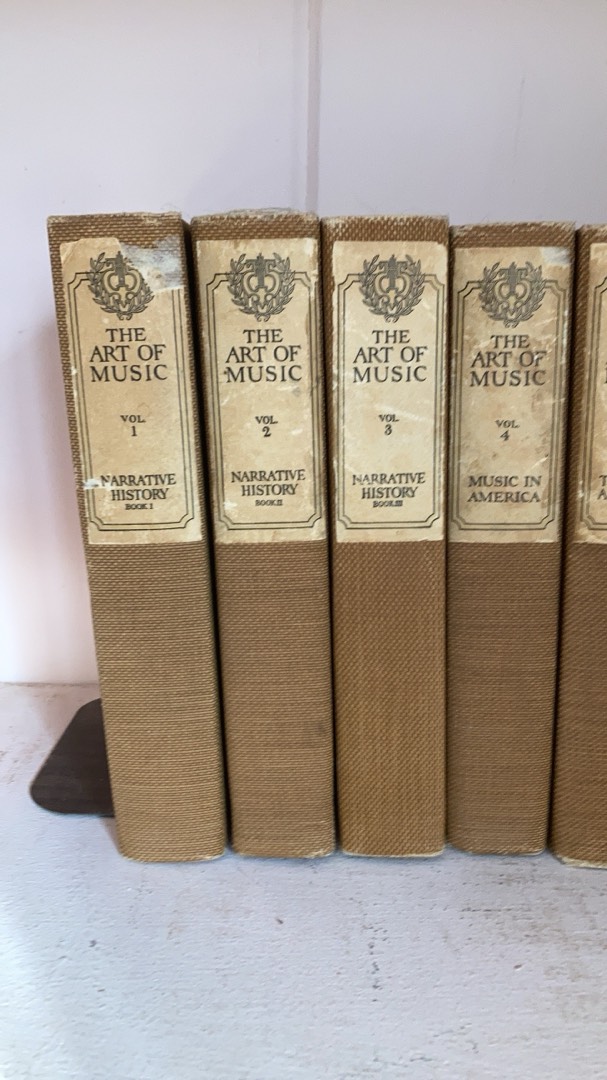 THE
ART OF
MUSIC
VOL.
1
NARRATIVE
HISTORY
BOOK I
THE
ART OF
MUSIC
VOL.
2
NARRATIVE
HISTORY
BOOK II
THE
ART OF
MUSIC
VOL.
3
NARRATIVE
HISTORY
BOOK III
THE
ART OF
MUSIC
VOL.
4
MUSIC IN
AMERICA